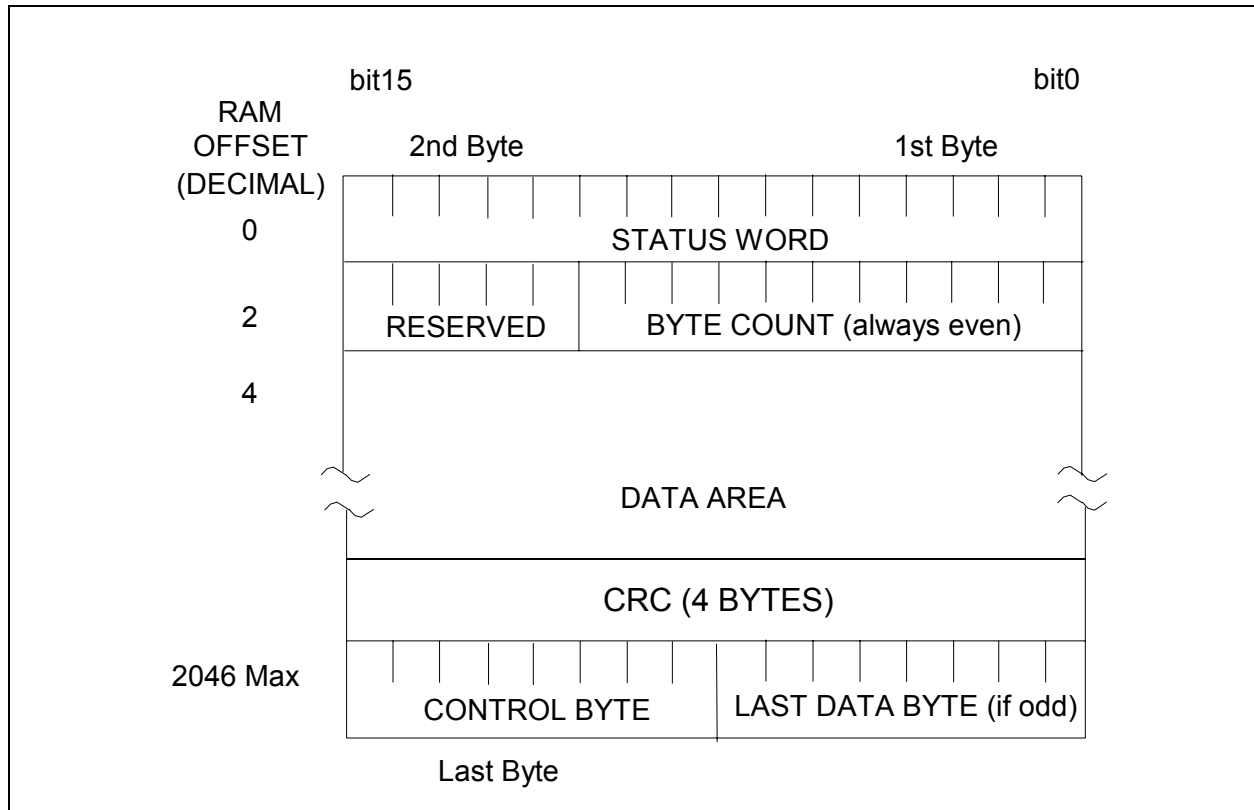 bit15 bit0
RAM
OFFSET
(DECIMAL)
2nd Byte 1st Byte
0
STATUS WORD
2
RESERVED BYTE COUNT (always even)
4
DATA AREA
CRC (4 BYTES)
2046 Max
CONTROL BYTE LAST DATA BYTE (if odd)
Last Byte